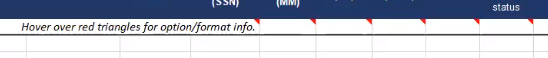 (SSN) (MM) status
Hover over red triangles for option/format info.